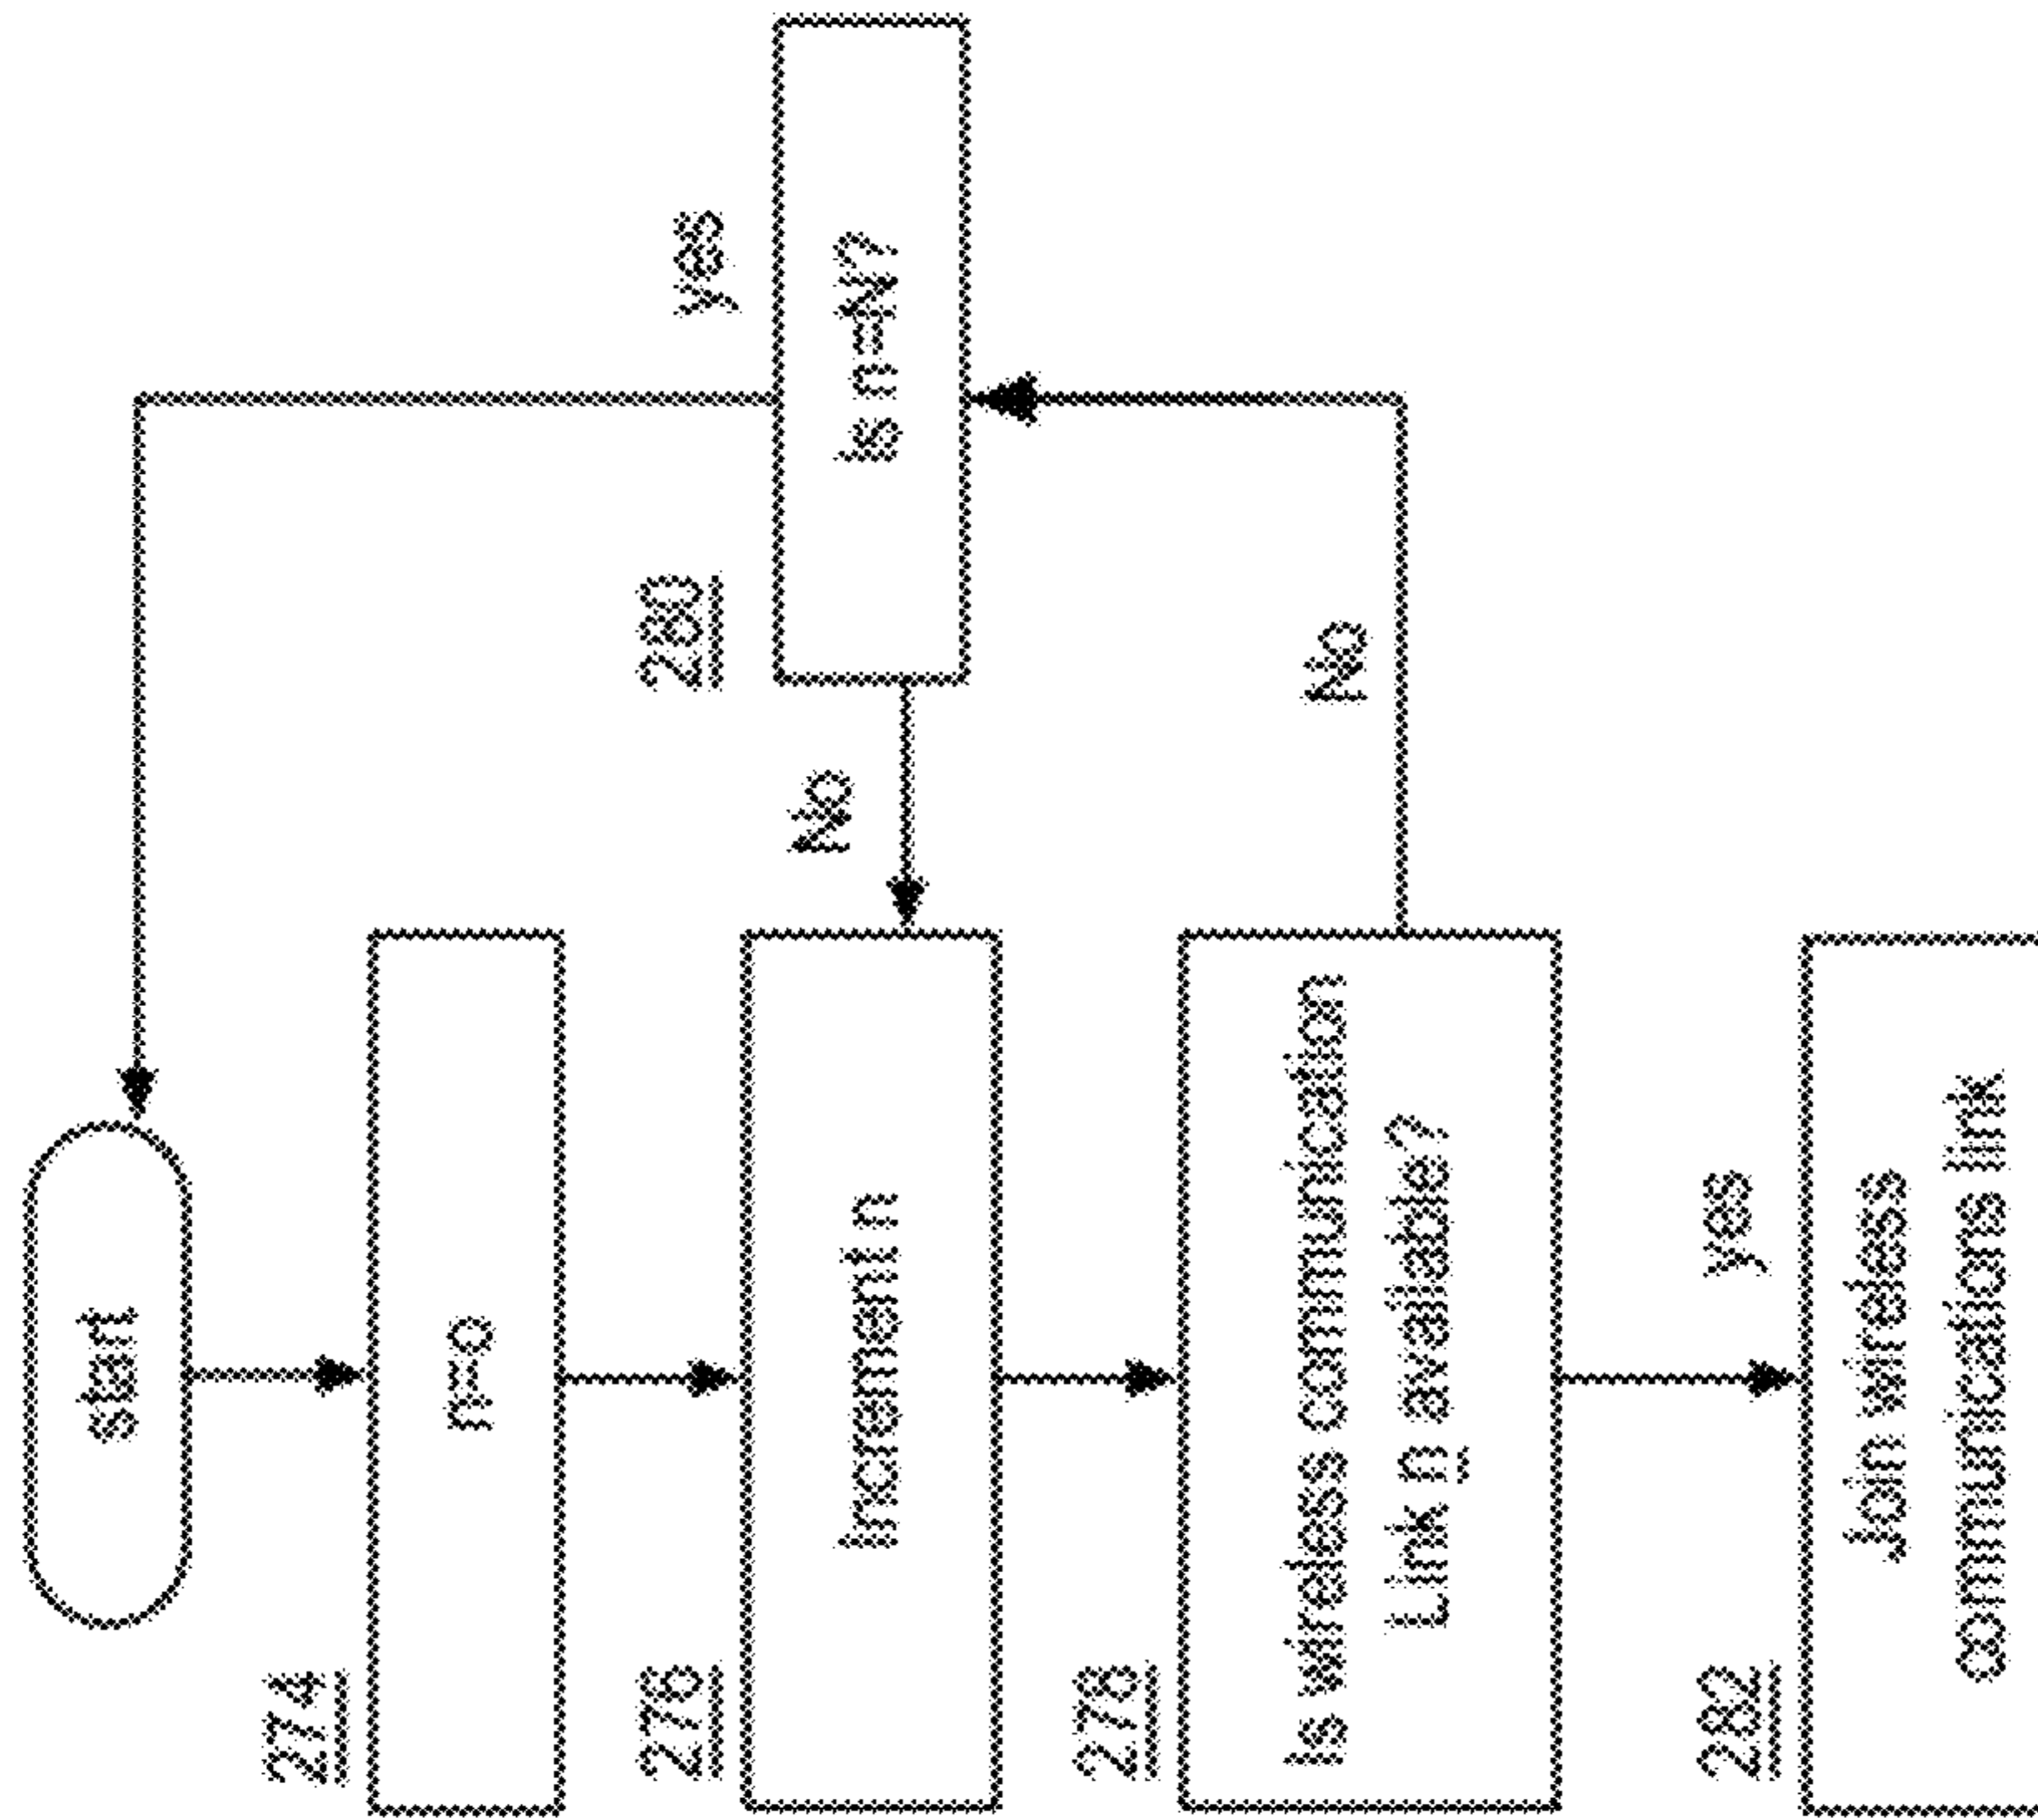 start
274
n=o
276
Increment n
278
Is wireless communication
Link n available?
No
280
Is n=N?
yes
No
yes
282
Join wireless
communications link